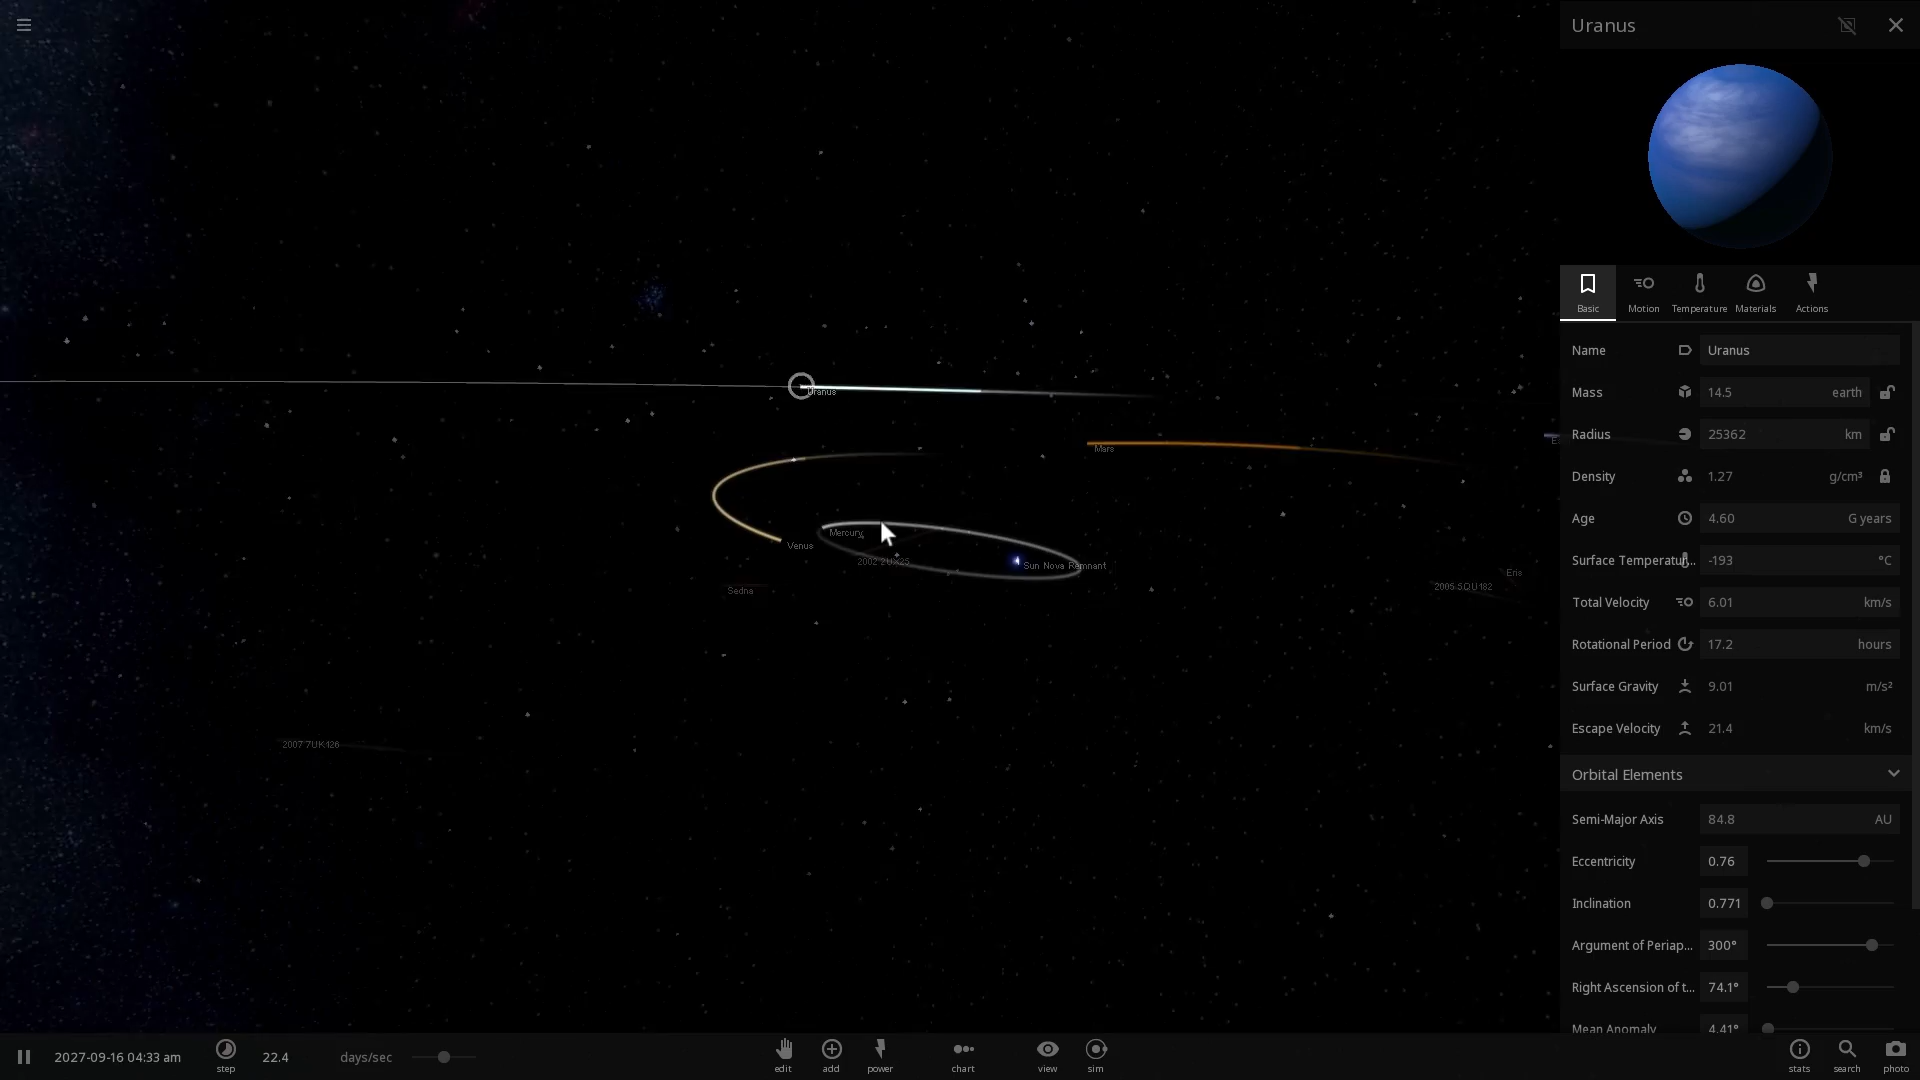 Uranus
Basic
Motion
Temperature
Materials
Actions
Name
Uranus
Mass
14.5
earth
Radius
25362
km
Density
1.27
g/cm³
Age
4.60
G years
Surface Temperatur...
-193
°C
Total Velocity
6.01
km/s
Rotational Period
17.2
hours
Surface Gravity
9.01
m/s²
Escape Velocity
21.4
km/s
Orbital Elements
Semi-Major Axis
84.8
AU
Eccentricity
0.76
Inclination
0.771
Argument of Periap...
300°
Right Ascension of t...
74.1°
Mean Anomaly
4.41°
Uranus
Mars
Venus
Mercury
Sun Nova Remnant
Sedna
Eris
2007 7UK126
2027-09-16 04:33 am
step
22.4
days/sec
edit
add
power
chart
view
sim
stats
search
photo